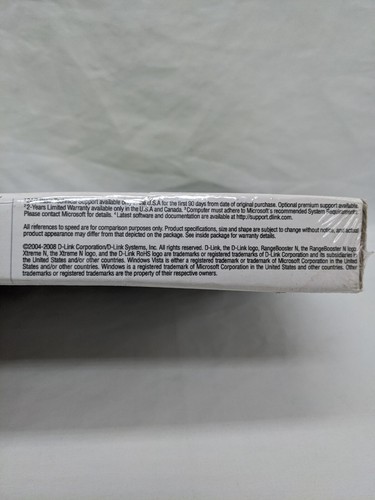 Support available only in the U.S.A for the first 90 days from date of original purchase. Optional premium support available.
2-Years Limited Warranty available only in the U.S.A and Canada. ³Computer must adhere to Microsoft's recommended System Requirements.
Please contact Microsoft for details. ⁴Latest software and documentation are available at http://support.dlink.com.
All references to speed are for comparison purposes only. Product specifications, size and shape are subject to change without notice, and actual
product appearance may differ from that depicted on the package. See inside package for warranty details.
©2004-2008 D-Link Corporation/D-Link Systems, Inc. All rights reserved. D-Link, the D-Link logo, RangeBooster N, the RangeBooster N logo,
Xtreme N, the Xtreme N logo, and the D-Link RoHS logo are trademarks or registered trademarks of D-Link Corporation and its subsidiaries in
the United States and/or other countries. Windows Vista is either a registered trademark or trademark of Microsoft Corporation in the United
States and/or other countries. Windows is a registered trademark of Microsoft Corporation in the United States and other countries. Other
trademarks or registered trademarks are the property of their respective owners.